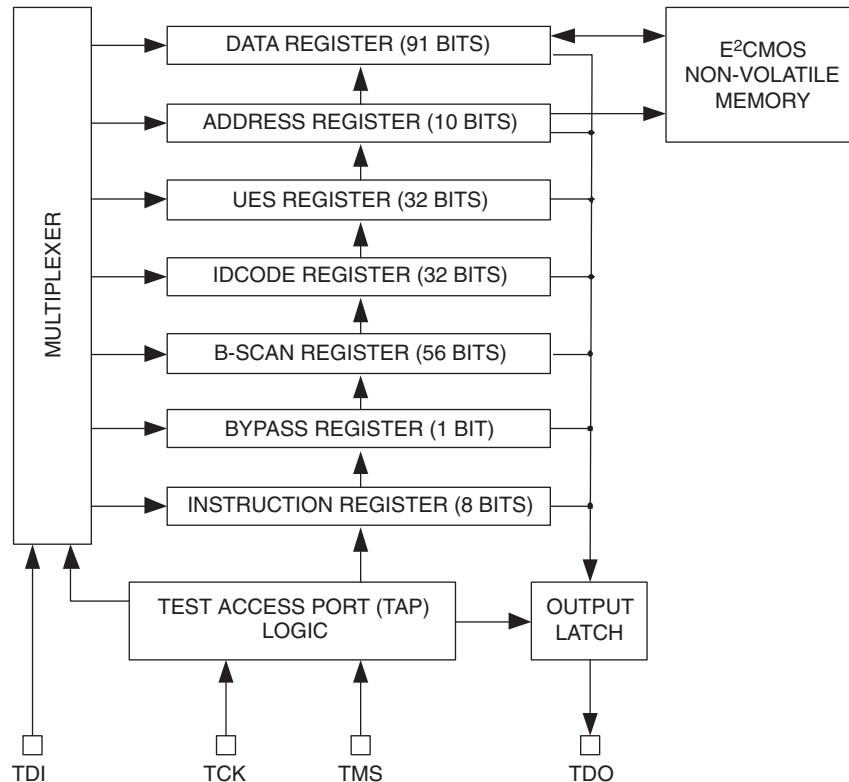 DATA REGISTER (91 BITS)
E²CMOS
NON-VOLATILE
MEMORY
ADDRESS REGISTER (10 BITS)
UES REGISTER (32 BITS)
IDCODE REGISTER (32 BITS)
B-SCAN REGISTER (56 BITS)
BYPASS REGISTER (1 BIT)
INSTRUCTION REGISTER (8 BITS)
MULTIPLEXER
TEST ACCESS PORT (TAP)
LOGIC
OUTPUT
LATCH
TDI
TCK
TMS
TDO